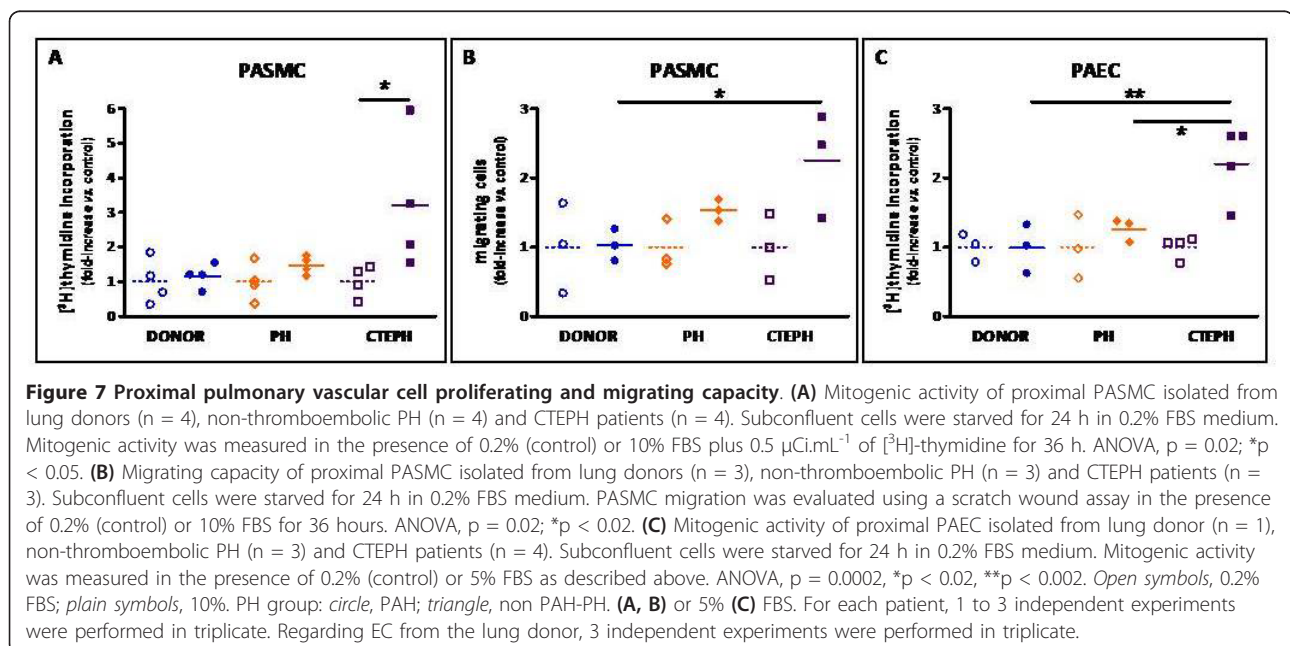 A
PASMC
*
[³H]thymidine incorporation
(fold-increase vs. control)
6
5
4
3
2
1
0
DONOR
PH
CTEPH
B
PASMC
*
migrating cells
(fold-increase vs. control)
3
2
1
0
DONOR
PH
CTEPH
C
PAEC
**
*
[³H]thymidine incorporation
(fold-increase vs. control)
3
2
1
0
DONOR
PH
CTEPH
Figure 7 Proximal pulmonary vascular cell proliferating and migrating capacity. (A) Mitogenic activity of proximal PASMC isolated from
lung donors (n = 4), non-thromboembolic PH (n = 4) and CTEPH patients (n = 4). Subconfluent cells were starved for 24 h in 0.2% FBS medium.
Mitogenic activity was measured in the presence of 0.2% (control) or 10% FBS plus 0.5 μCi.mL⁻¹ of [³H]-thymidine for 36 h. ANOVA, p = 0.02; *p
< 0.05. (B) Migrating capacity of proximal PASMC isolated from lung donors (n = 3), non-thromboembolic PH (n = 3) and CTEPH patients (n =
3). Subconfluent cells were starved for 24 h in 0.2% FBS medium. PASMC migration was evaluated using a scratch wound assay in the presence
of 0.2% (control) or 10% FBS for 36 hours. ANOVA, p = 0.02; *p < 0.02. (C) Mitogenic activity of proximal PAEC isolated from lung donor (n = 1),
non-thromboembolic PH (n = 3) and CTEPH patients (n = 4). Subconfluent cells were starved for 24 h in 0.2% FBS medium. Mitogenic activity
was measured in the presence of 0.2% (control) or 5% FBS as described above. ANOVA, p = 0.0002, *p < 0.02, **p < 0.002. Open symbols, 0.2%
FBS; plain symbols, 10%. PH group: circle, PAH; triangle, non PAH-PH. (A, B) or 5% (C) FBS. For each patient, 1 to 3 independent experiments
were performed in triplicate. Regarding EC from the lung donor, 3 independent experiments were performed in triplicate.